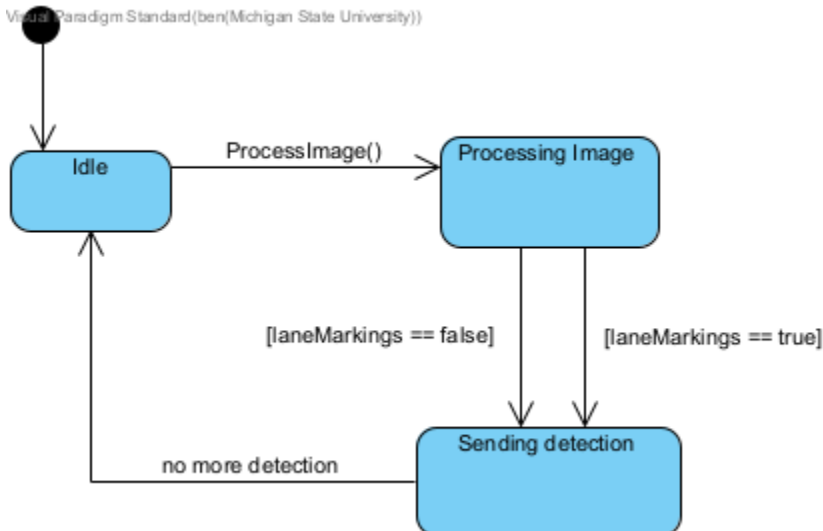 Visual Paradigm Standard(ben(Michigan State University))
Idle
ProcessImage()
Processing Image
[laneMarkings == false]
[laneMarkings == true]
Sending detection
no more detection